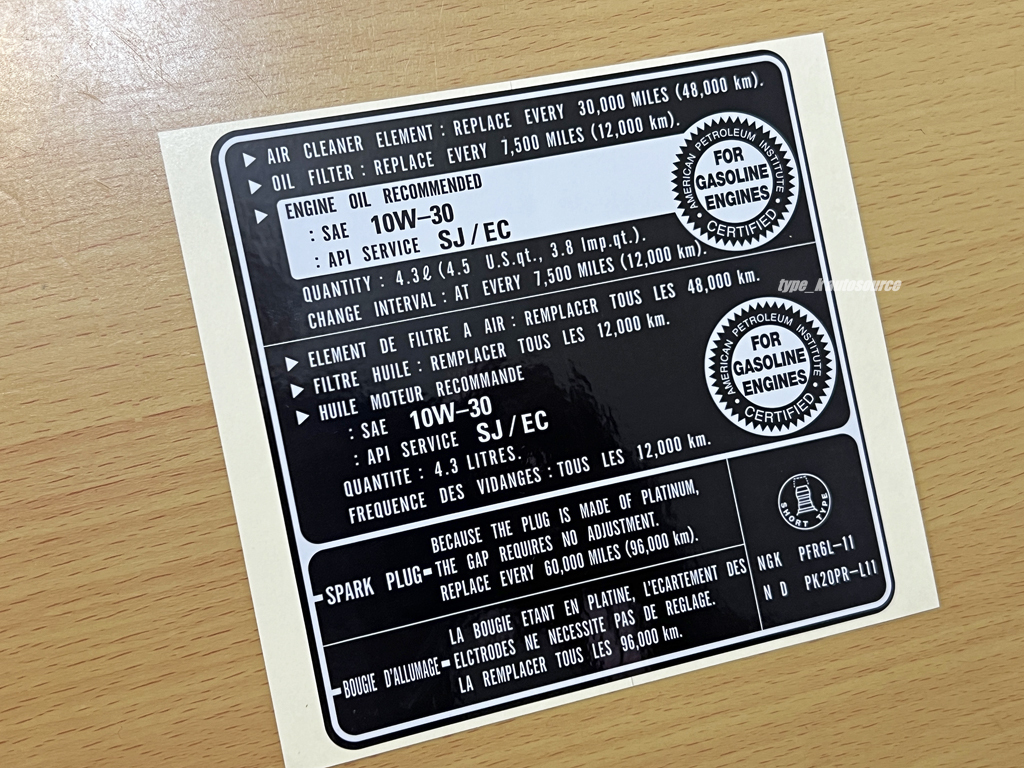 ▶ AIR CLEANER ELEMENT : REPLACE EVERY 30,000 MILES (48,000 km).
▶ OIL FILTER : REPLACE EVERY 7,500 MILES (12,000 km).
▶ ENGINE OIL RECOMMENDED
: SAE 10W–30
: API SERVICE SJ / EC
QUANTITY : 4.3ℓ (4.5 U.S.qt., 3.8 Imp.qt.).
CHANGE INTERVAL : AT EVERY 7,500 MILES (12,000 km).
AMERICAN PETROLEUM INSTITUTE
FOR
GASOLINE
ENGINES
• CERTIFIED •
▶ ELEMENT DE FILTRE A AIR : REMPLACER TOUS LES 48,000 km.
▶ FILTRE HUILE : REMPLACER TOUS LES 12,000 km.
▶ HUILE MOTEUR RECOMMANDE
: SAE 10W–30
: API SERVICE SJ / EC
QUANTITE : 4.3 LITRES.
FREQUENCE DES VIDANGES : TOUS LES 12,000 km.
AMERICAN PETROLEUM INSTITUTE
FOR
GASOLINE
ENGINES
• CERTIFIED •
SPARK PLUG
BECAUSE THE PLUG IS MADE OF PLATINUM,
THE GAP REQUIRES NO ADJUSTMENT.
REPLACE EVERY 60,000 MILES (96,000 km).
BOUGIE D'ALLUMAGE
LA BOUGIE ETANT EN PLATINE, L'ECARTEMENT DES
ELCTRODES NE NECESSITE PAS DE REGLAGE.
LA REMPLACER TOUS LES 96,000 km.
SHORT TYPE
NGK PFR6L–11
N D PK20PR–L11